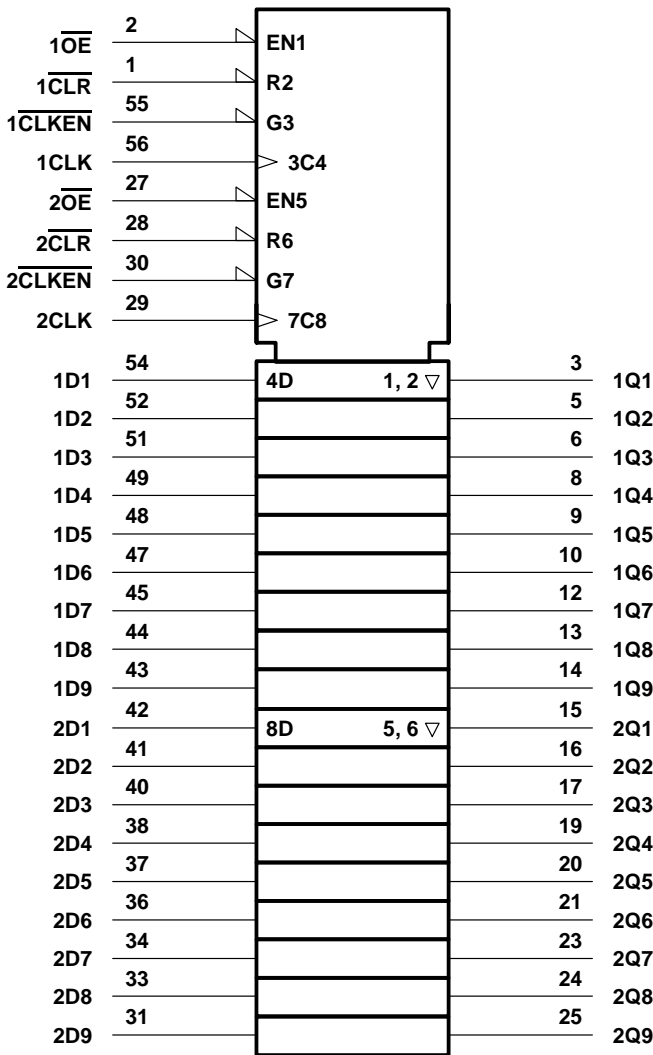 1OE 2 EN1
1CLR 1 R2
1CLKEN 55 G3
1CLK 56 3C4
2OE 27 EN5
2CLR 28 R6
2CLKEN 30 G7
2CLK 29 7C8
1D1 54 4D 1, 2 ▽ 3 1Q1
1D2 52 5 1Q2
1D3 51 6 1Q3
1D4 49 8 1Q4
1D5 48 9 1Q5
1D6 47 10 1Q6
1D7 45 12 1Q7
1D8 44 13 1Q8
1D9 43 14 1Q9
2D1 42 8D 5, 6 ▽ 15 2Q1
2D2 41 16 2Q2
2D3 40 17 2Q3
2D4 38 19 2Q4
2D5 37 20 2Q5
2D6 36 21 2Q6
2D7 34 23 2Q7
2D8 33 24 2Q8
2D9 31 25 2Q9